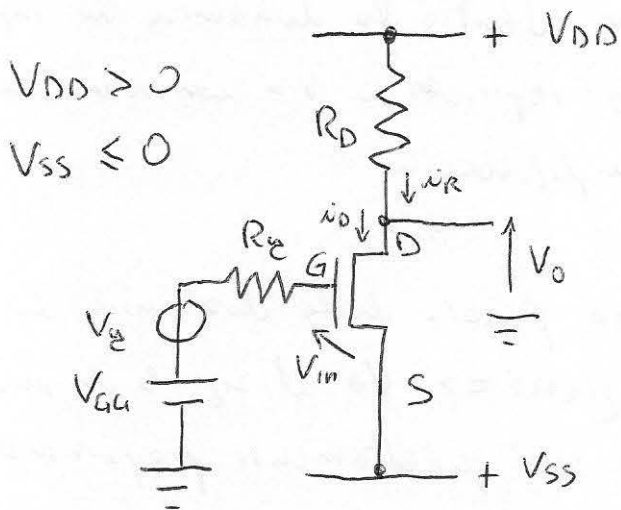 + VDD
VDD > 0
VSS ≤ 0
RD
iR
iD
D
Rg
G
Vo
Vg
Vin
VGG
S
+ VSS